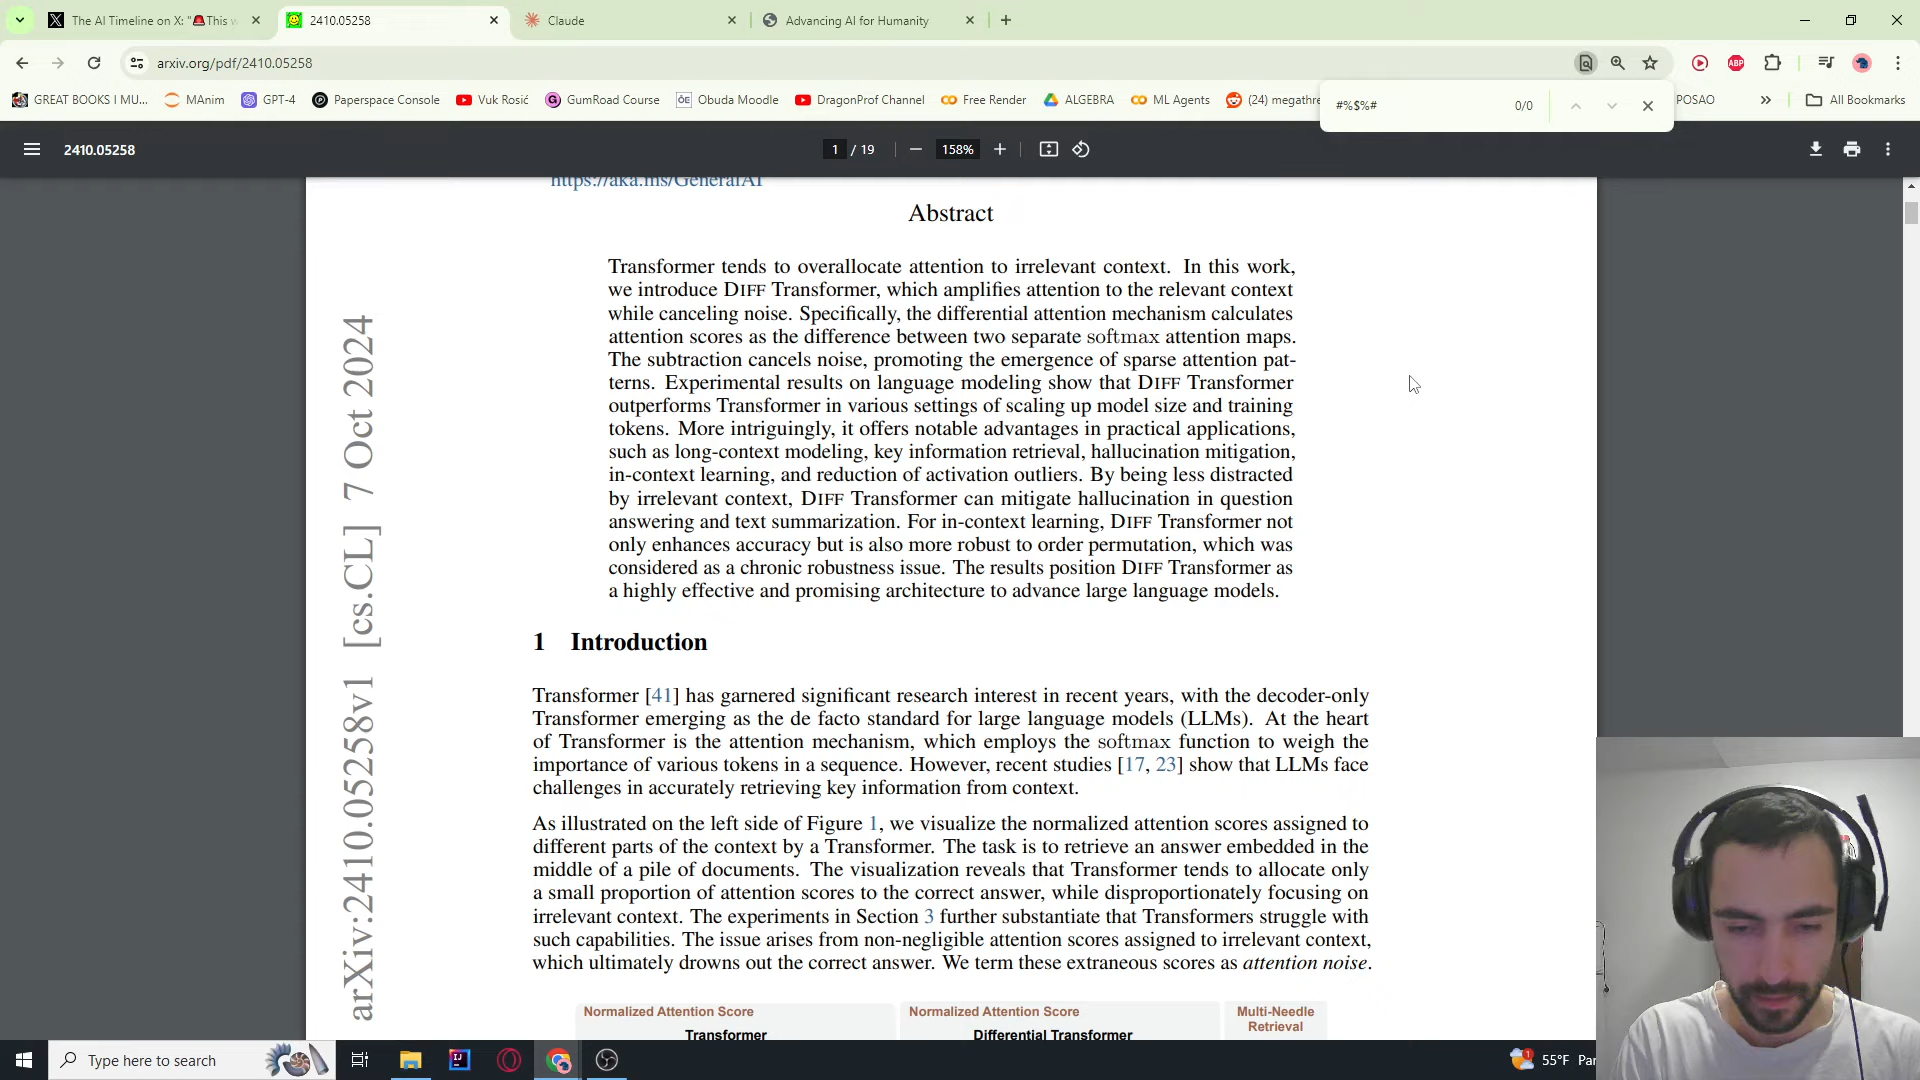 The AI Timeline on X: "🚨This w
2410.05258
Claude
Advancing AI for Humanity
arxiv.org/pdf/2410.05258
GREAT BOOKS I MU...
MAnim
GPT-4
Paperspace Console
Vuk Rosić
GumRoad Course
Obuda Moodle
DragonProf Channel
Free Render
ALGEBRA
ML Agents
(24) megathre
POSAO
All Bookmarks
ABP
#%$%#
0/0
2410.05258
1 / 19
158%
https://aka.ms/GeneralAI
Abstract
Transformer tends to overallocate attention to irrelevant context. In this work,
we introduce DIFF Transformer, which amplifies attention to the relevant context
while canceling noise. Specifically, the differential attention mechanism calculates
attention scores as the difference between two separate softmax attention maps.
The subtraction cancels noise, promoting the emergence of sparse attention pat-
terns. Experimental results on language modeling show that DIFF Transformer
outperforms Transformer in various settings of scaling up model size and training
tokens. More intriguingly, it offers notable advantages in practical applications,
such as long-context modeling, key information retrieval, hallucination mitigation,
in-context learning, and reduction of activation outliers. By being less distracted
by irrelevant context, DIFF Transformer can mitigate hallucination in question
answering and text summarization. For in-context learning, DIFF Transformer not
only enhances accuracy but is also more robust to order permutation, which was
considered as a chronic robustness issue. The results position DIFF Transformer as
a highly effective and promising architecture to advance large language models.
arXiv:2410.05258v1 [cs.CL] 7 Oct 2024
1 Introduction
Transformer [41] has garnered significant research interest in recent years, with the decoder-only
Transformer emerging as the de facto standard for large language models (LLMs). At the heart
of Transformer is the attention mechanism, which employs the softmax function to weigh the
importance of various tokens in a sequence. However, recent studies [17, 23] show that LLMs face
challenges in accurately retrieving key information from context.
As illustrated on the left side of Figure 1, we visualize the normalized attention scores assigned to
different parts of the context by a Transformer. The task is to retrieve an answer embedded in the
middle of a pile of documents. The visualization reveals that Transformer tends to allocate only
a small proportion of attention scores to the correct answer, while disproportionately focusing on
irrelevant context. The experiments in Section 3 further substantiate that Transformers struggle with
such capabilities. The issue arises from non-negligible attention scores assigned to irrelevant context,
which ultimately drowns out the correct answer. We term these extraneous scores as attention noise.
Normalized Attention Score
Transformer
Normalized Attention Score
Differential Transformer
Multi-Needle
Retrieval
Type here to search
55°F Par